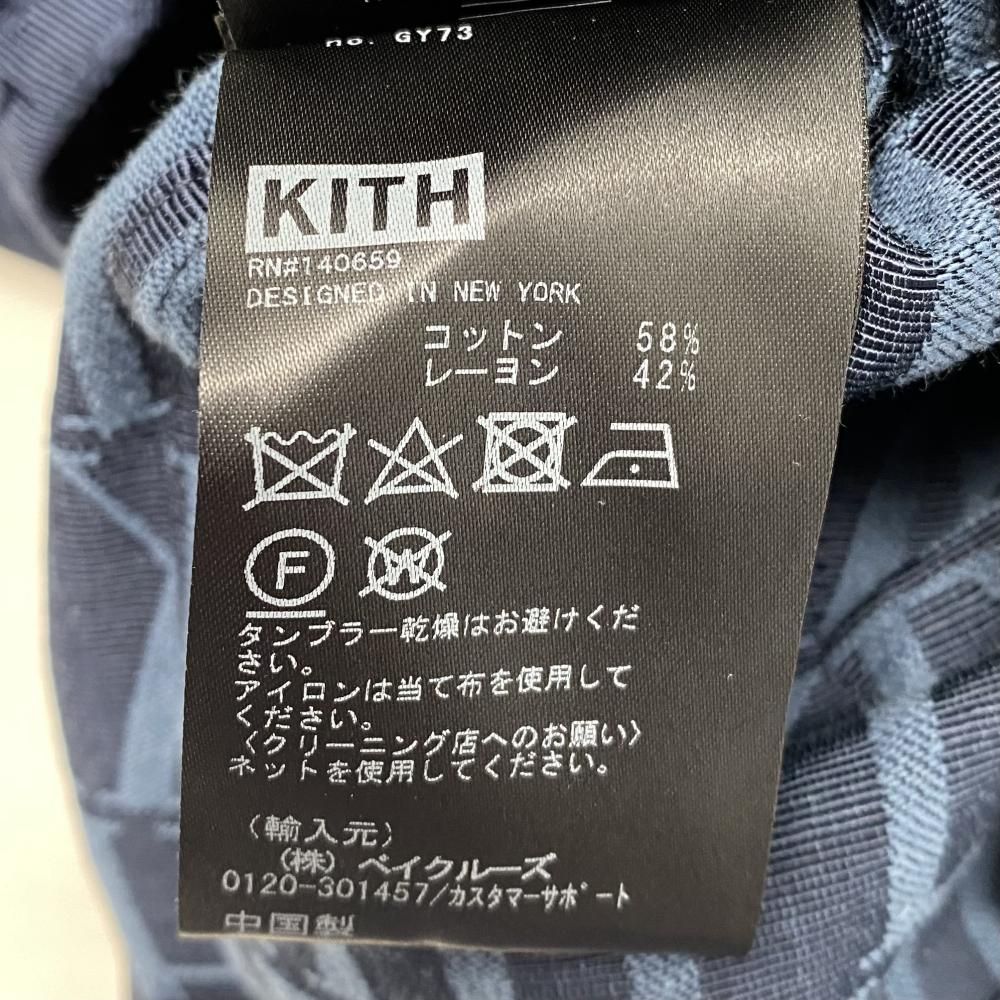 no. GY73
KITH
RN#140659
DESIGNED IN NEW YORK
コットン 58%
レーヨン 42%
F
W
タンブラー乾燥はお避けくだ
さい。
アイロンは当て布を使用して
ください。
〈クリーニング店へのお願い〉
ネットを使用してください。
(輸入元)
(株) ベイクルーズ
0120-301457/カスタマーサポート
中国製